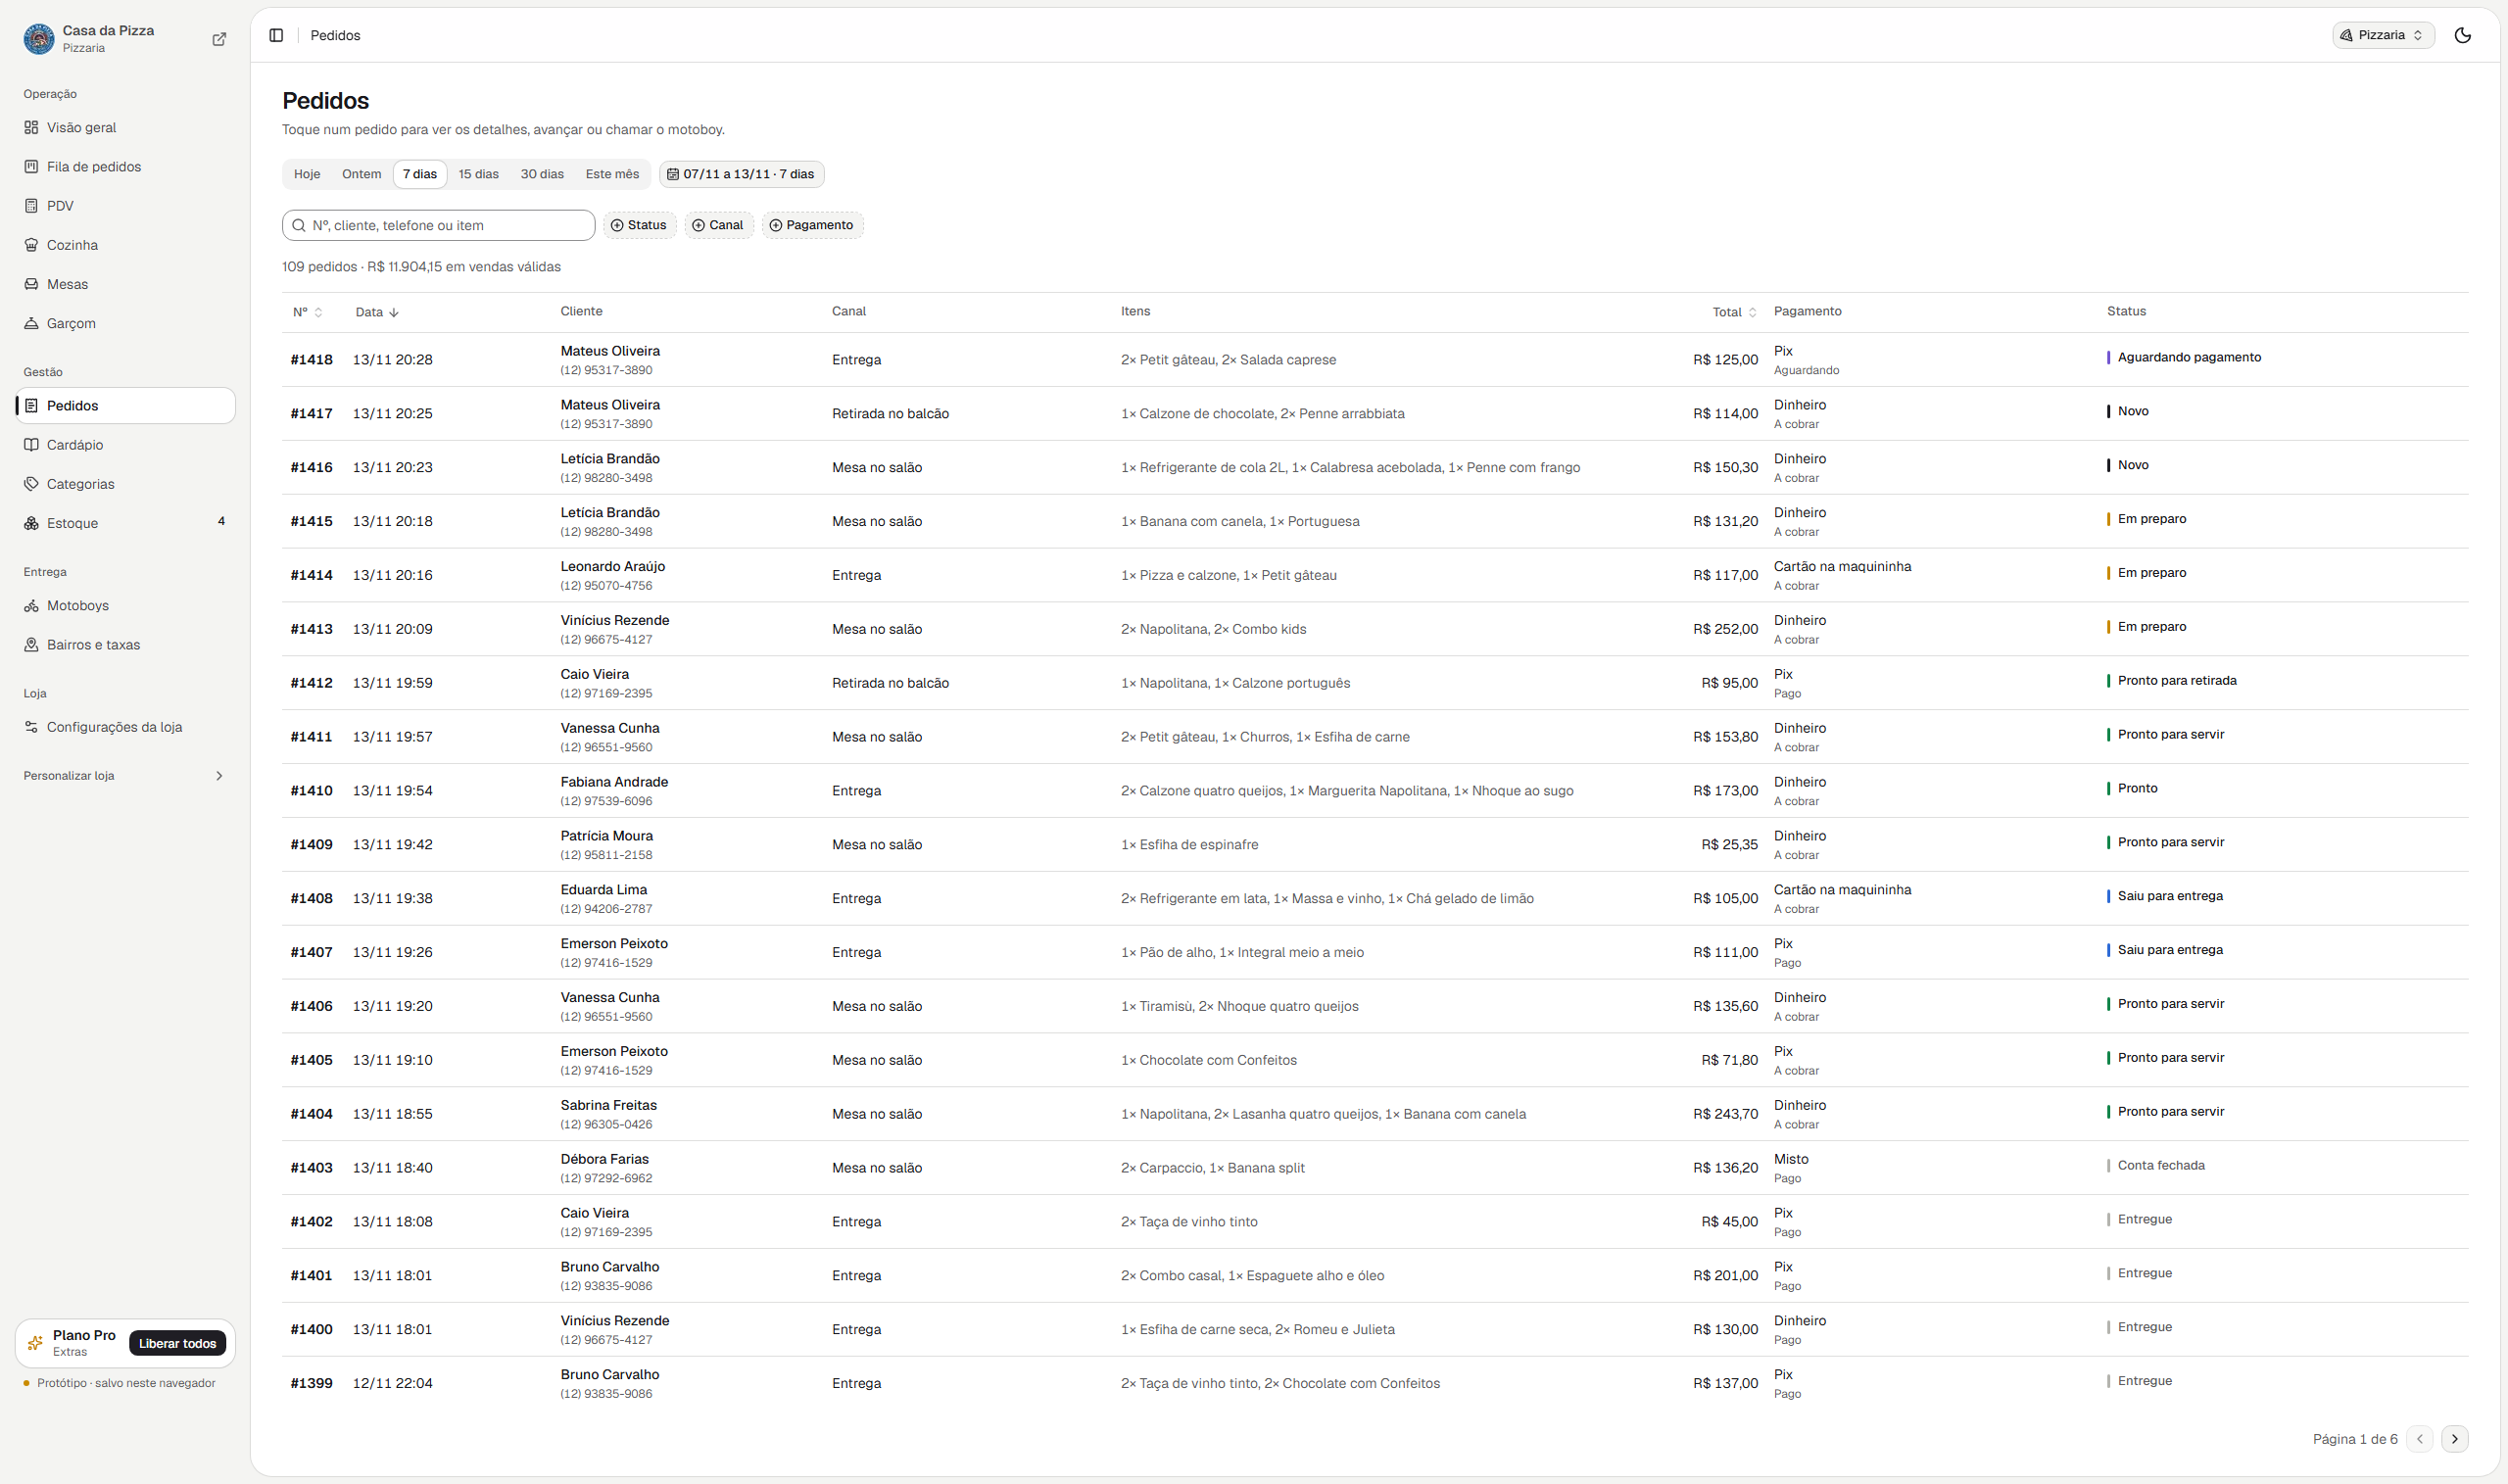 Casa da Pizza
Pizzaria
Operação
Visão geral
Fila de pedidos
PDV
Cozinha
Mesas
Garçom
Gestão
Pedidos
Cardápio
Categorias
Estoque 4
Entrega
Motoboys
Bairros e taxas
Loja
Configurações da loja
Personalizar loja
Plano Pro
Extras
Liberar todos
Protótipo · salvo neste navegador
Pedidos
Pizzaria
Pedidos
Toque num pedido para ver os detalhes, avançar ou chamar o motoboy.
Hoje Ontem 7 dias 15 dias 30 dias Este mês 07/11 a 13/11 · 7 dias
Nº, cliente, telefone ou item Status Canal Pagamento
109 pedidos · R$ 11.904,15 em vendas válidas
Nº Data Cliente Canal Itens Total Pagamento Status
#1418 13/11 20:28 Mateus Oliveira (12) 95317-3890 Entrega 2× Petit gâteau, 2× Salada caprese R$ 125,00 Pix Aguardando Aguardando pagamento
#1417 13/11 20:25 Mateus Oliveira (12) 95317-3890 Retirada no balcão 1× Calzone de chocolate, 2× Penne arrabbiata R$ 114,00 Dinheiro A cobrar Novo
#1416 13/11 20:23 Letícia Brandão (12) 98280-3498 Mesa no salão 1× Refrigerante de cola 2L, 1× Calabresa acebolada, 1× Penne com frango R$ 150,30 Dinheiro A cobrar Novo
#1415 13/11 20:18 Letícia Brandão (12) 98280-3498 Mesa no salão 1× Banana com canela, 1× Portuguesa R$ 131,20 Dinheiro A cobrar Em preparo
#1414 13/11 20:16 Leonardo Araújo (12) 95070-4756 Entrega 1× Pizza e calzone, 1× Petit gâteau R$ 117,00 Cartão na maquininha A cobrar Em preparo
#1413 13/11 20:09 Vinícius Rezende (12) 96675-4127 Mesa no salão 2× Napolitana, 2× Combo kids R$ 252,00 Dinheiro A cobrar Em preparo
#1412 13/11 19:59 Caio Vieira (12) 97169-2395 Retirada no balcão 1× Napolitana, 1× Calzone português R$ 95,00 Pix Pago Pronto para retirada
#1411 13/11 19:57 Vanessa Cunha (12) 96551-9560 Mesa no salão 2× Petit gâteau, 1× Churros, 1× Esfiha de carne R$ 153,80 Dinheiro A cobrar Pronto para servir
#1410 13/11 19:54 Fabiana Andrade (12) 97539-6096 Entrega 2× Calzone quatro queijos, 1× Marguerita Napolitana, 1× Nhoque ao sugo R$ 173,00 Dinheiro A cobrar Pronto
#1409 13/11 19:42 Patrícia Moura (12) 95811-2158 Mesa no salão 1× Esfiha de espinafre R$ 25,35 Dinheiro A cobrar Pronto para servir
#1408 13/11 19:38 Eduarda Lima (12) 94206-2787 Entrega 2× Refrigerante em lata, 1× Massa e vinho, 1× Chá gelado de limão R$ 105,00 Cartão na maquininha A cobrar Saiu para entrega
#1407 13/11 19:26 Emerson Peixoto (12) 97416-1529 Entrega 1× Pão de alho, 1× Integral meio a meio R$ 111,00 Pix Pago Saiu para entrega
#1406 13/11 19:20 Vanessa Cunha (12) 96551-9560 Mesa no salão 1× Tiramisù, 2× Nhoque quatro queijos R$ 135,60 Dinheiro A cobrar Pronto para servir
#1405 13/11 19:10 Emerson Peixoto (12) 97416-1529 Mesa no salão 1× Chocolate com Confeitos R$ 71,80 Pix A cobrar Pronto para servir
#1404 13/11 18:55 Sabrina Freitas (12) 96305-0426 Mesa no salão 1× Napolitana, 2× Lasanha quatro queijos, 1× Banana com canela R$ 243,70 Dinheiro A cobrar Pronto para servir
#1403 13/11 18:40 Débora Farias (12) 97292-6962 Mesa no salão 2× Carpaccio, 1× Banana split R$ 136,20 Misto Pago Conta fechada
#1402 13/11 18:08 Caio Vieira (12) 97169-2395 Entrega 2× Taça de vinho tinto R$ 45,00 Pix Pago Entregue
#1401 13/11 18:01 Bruno Carvalho (12) 93835-9086 Entrega 2× Combo casal, 1× Espaguete alho e óleo R$ 201,00 Pix Pago Entregue
#1400 13/11 18:01 Vinícius Rezende (12) 96675-4127 Entrega 1× Esfiha de carne seca, 2× Romeu e Julieta R$ 130,00 Dinheiro Pago Entregue
#1399 12/11 22:04 Bruno Carvalho (12) 93835-9086 Entrega 2× Taça de vinho tinto, 2× Chocolate com Confeitos R$ 137,00 Pix Pago Entregue
Página 1 de 6